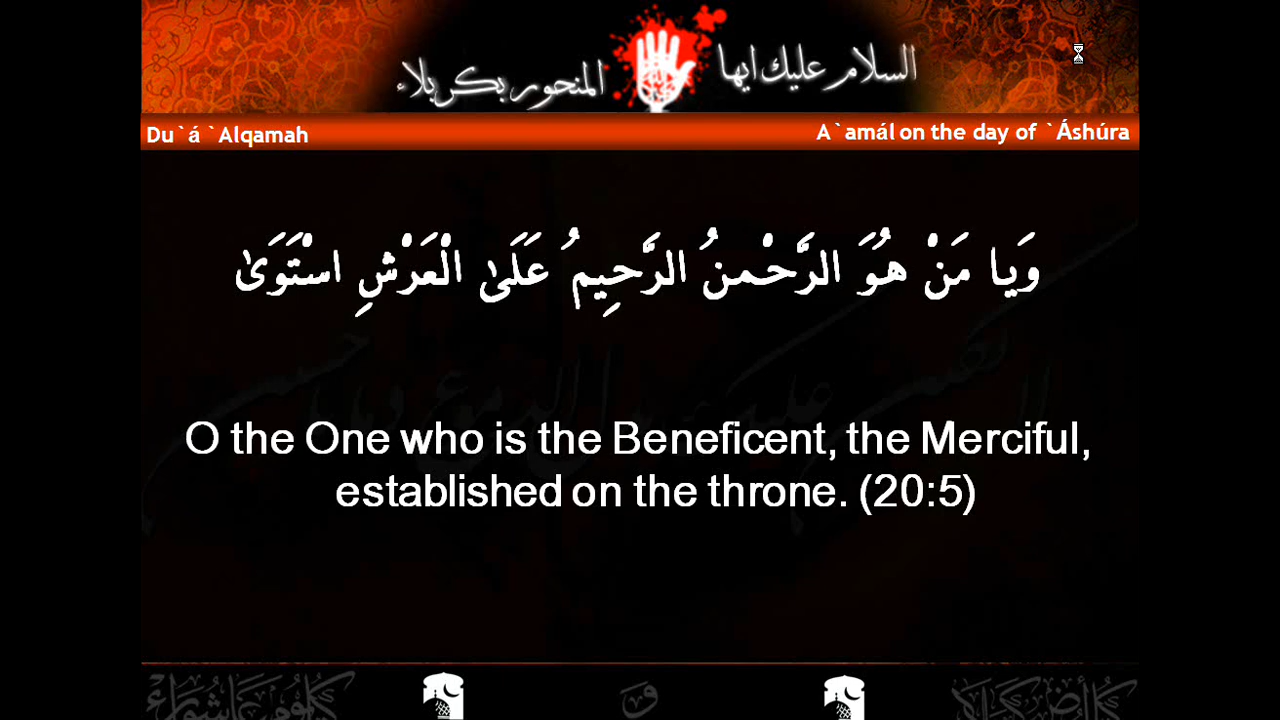 السلام عليك ايها المنحور بكربلاء
Du`á `Alqamah
A`amál on the day of `Áshúra
وَيا مَنْ هُوَ الرَّحْمنُ الرَّحِيمُ عَلَىٰ الْعَرْشِ اسْتَوَىٰ
O the One who is the Beneficent, the Merciful,
established on the throne. (20:5)